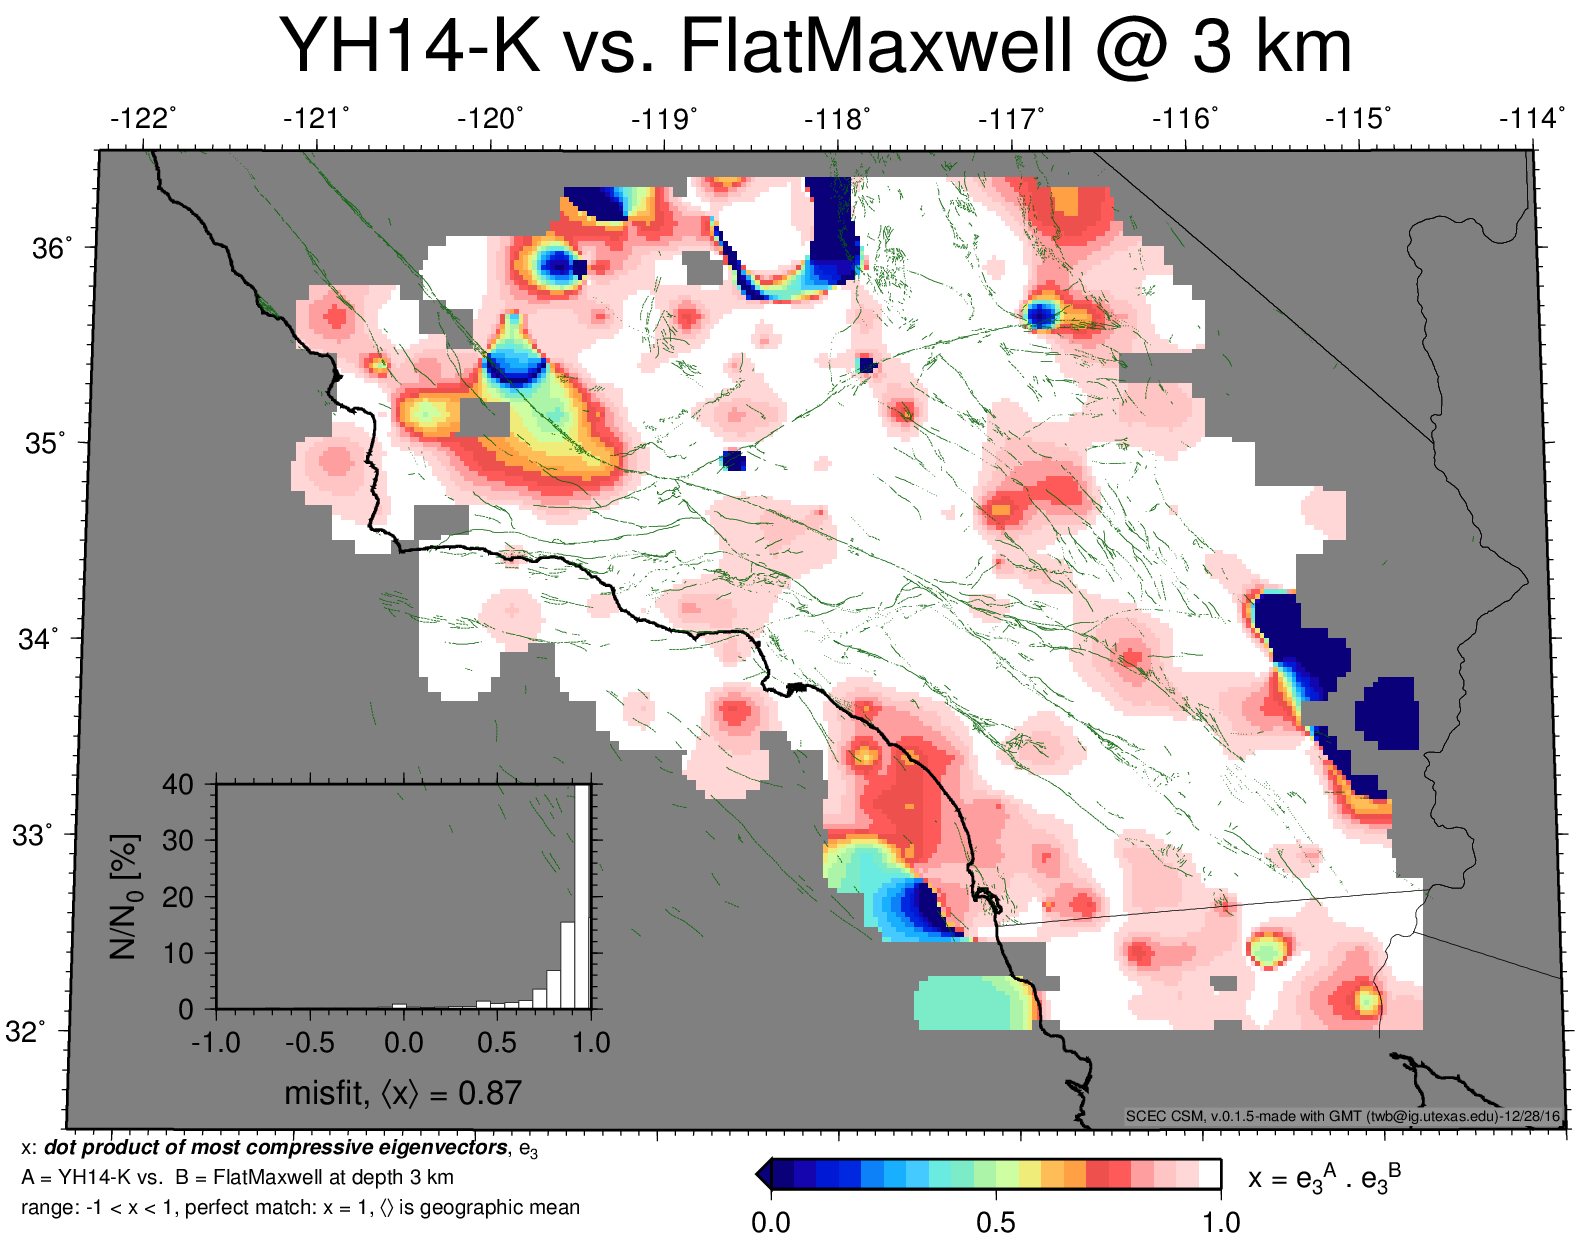 YH14-K vs. FlatMaxwell @ 3 km
-122° -121° -120° -119° -118° -117° -116° -115° -114°
36°
35°
34°
33°
32°
40
30
20
10
0
N/N0 [%]
-1.0 -0.5 0.0 0.5 1.0
misfit, ⟨x⟩ = 0.87
SCEC CSM, v.0.1.5-made with GMT (twb@ig.utexas.edu)-12/28/16
x: dot product of most compressive eigenvectors, e3
A = YH14-K vs. B = FlatMaxwell at depth 3 km
range: -1 < x < 1, perfect match: x = 1, ⟨⟩ is geographic mean
x = e3A . e3B
0.0 0.5 1.0